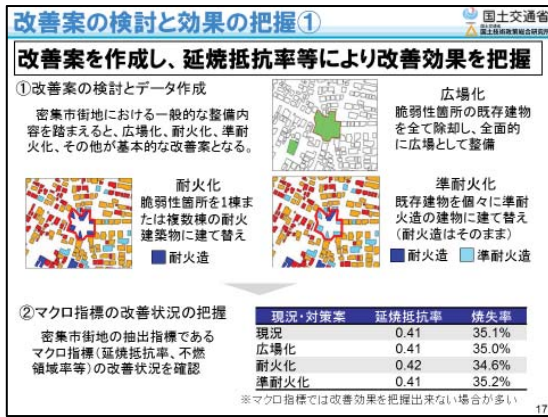 改善案の検討と効果の把握①
国土交通省
国土技術政策総合研究所
改善案を作成し、延焼抵抗率等により改善効果を把握
①改善案の検討とデータ作成
密集市街地における一般的な整備内
容を踏まえると、広場化、耐火化、準耐
火化、その他が基本的な改善案となる。
広場化
脆弱性箇所の既存建物
を全て除却し、全面的
に広場として整備
耐火化
脆弱性箇所を1棟ま
たは複数棟の耐火
建築物に建て替え
耐火造
準耐火化
既存建物を個々に準耐
火造の建物に建て替え
(耐火造はそのまま)
耐火造 準耐火造
②マクロ指標の改善状況の把握
密集市街地の抽出指標である
マクロ指標(延焼抵抗率、不燃
領域率等)の改善状況を確認
現況・対策案 延焼抵抗率 焼失率
現況 0.41 35.1%
広場化 0.41 35.0%
耐火化 0.42 34.6%
準耐火化 0.41 35.2%
※マクロ指標では改善効果を把握出来ない場合が多い
17